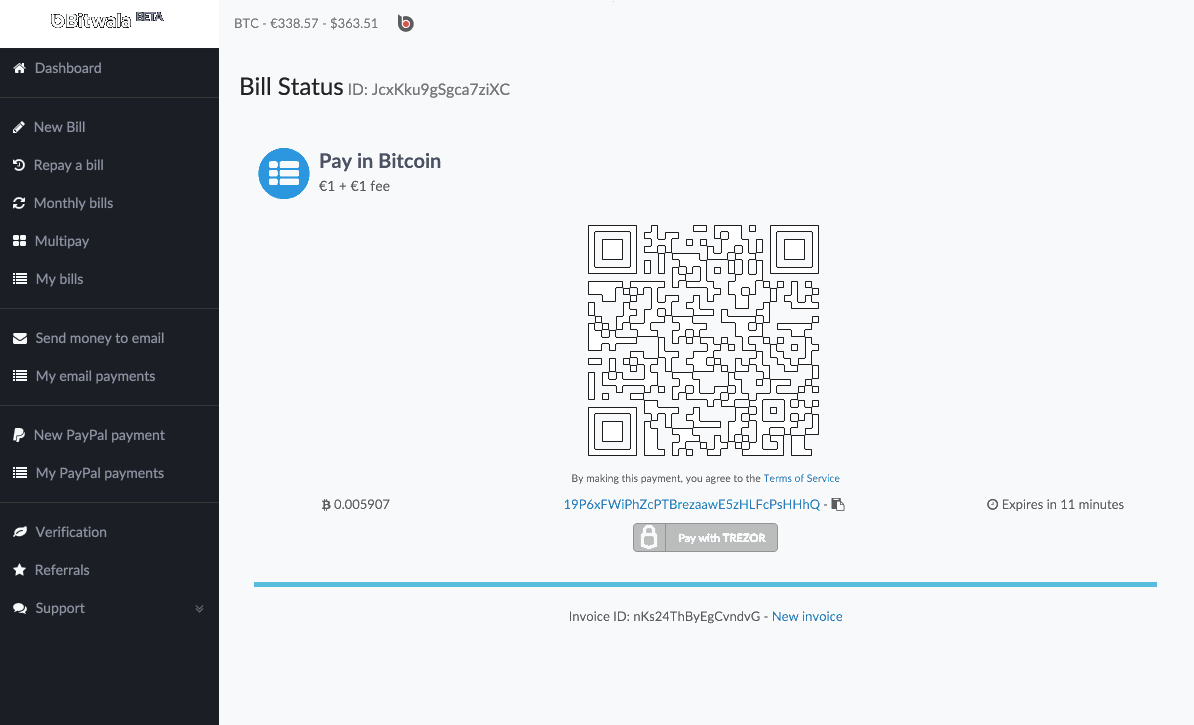 Bitwala BETA
BTC - €338.57 - $363.51
Dashboard
New Bill
Repay a bill
Monthly bills
Multipay
My bills
Send money to email
My email payments
New PayPal payment
My PayPal payments
Verification
Referrals
Support
Bill Status ID: JcxKku9gSgca7ziXC
Pay in Bitcoin
€1 + €1 fee
By making this payment, you agree to the Terms of Service
0.005907
19P6xFWiPhZcPTBrezaawE5zHLFcPsHHhQ -
Expires in 11 minutes
Pay with TREZOR
Invoice ID: nKs24ThByEgCvndvG - New invoice